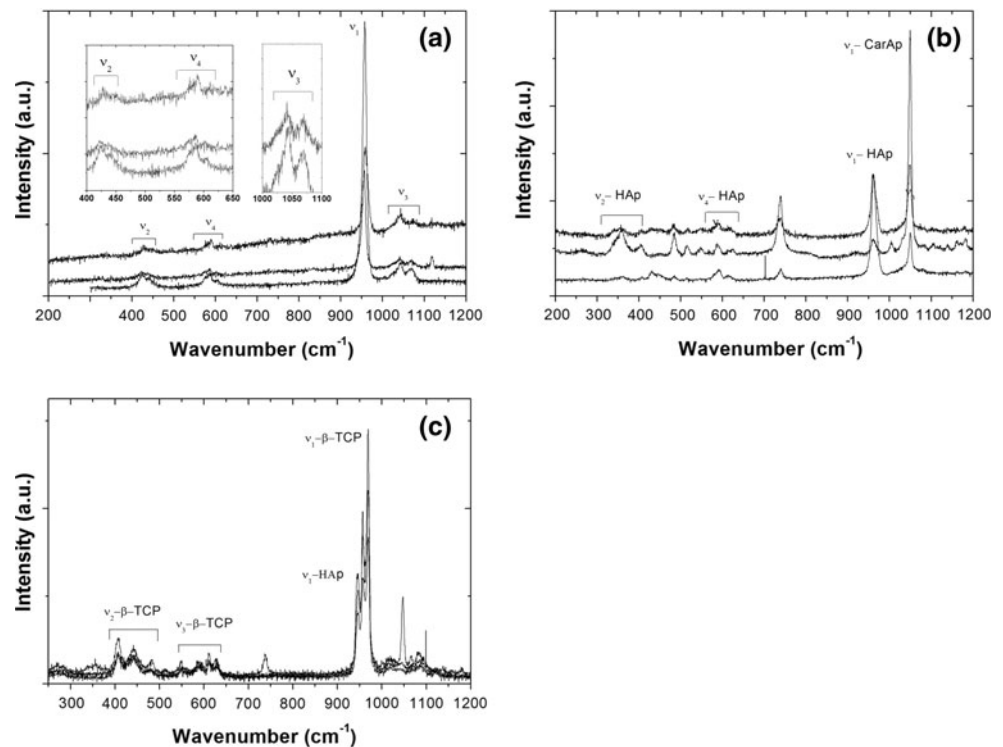 (a)
ν₁
ν₂
ν₄
ν₃
400 450 500 550 600 650
1000 1050 1100
ν₂
ν₄
ν₃
Intensity (a.u.)
200 300 400 500 600 700 800 900 1000 1100 1200
Wavenumber (cm⁻¹)
(b)
ν₁– CarAp
ν₁– HAp
ν₂– HAp
ν₄– HAp
Intensity (a.u.)
200 300 400 500 600 700 800 900 1000 1100 1200
Wavenumber (cm⁻¹)
(c)
ν₁–β–TCP
ν₁–HAp
ν₂–β–TCP
ν₃–β–TCP
Intensity (a.u.)
300 400 500 600 700 800 900 1000 1100 1200
Wavenumber (cm⁻¹)